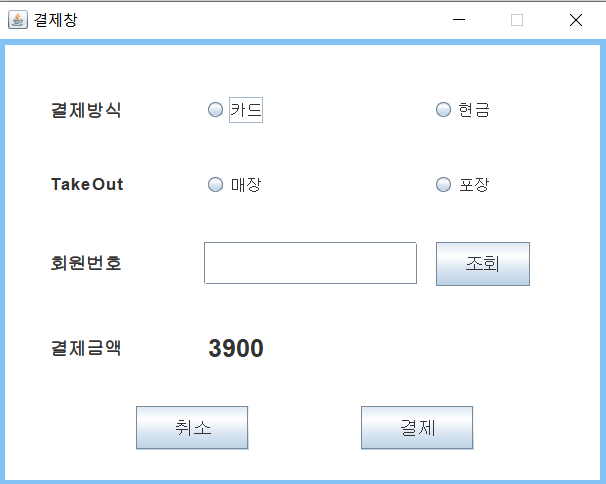 결제창
결제방식 카드 현금
TakeOut 매장 포장
회원번호 조회
결제금액 3900
취소 결제